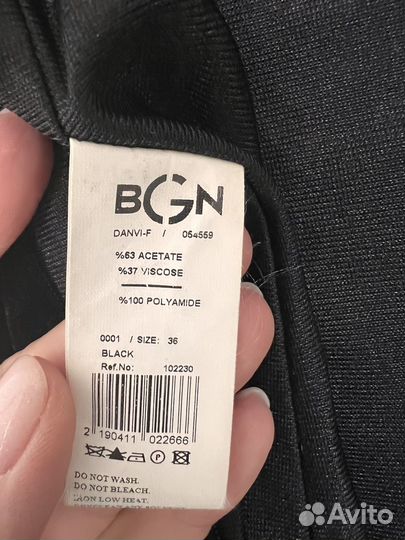 BGN
DANVI-F / 054559
%63 ACETATE
%37 VISCOSE
%100 POLYAMIDE
0001 / SIZE: 36
BLACK
Ref.No: 102230
2 190411 022666
P
DO NOT WASH.
DO NOT BLEACH.
IRON LOW HEAT.
Avito